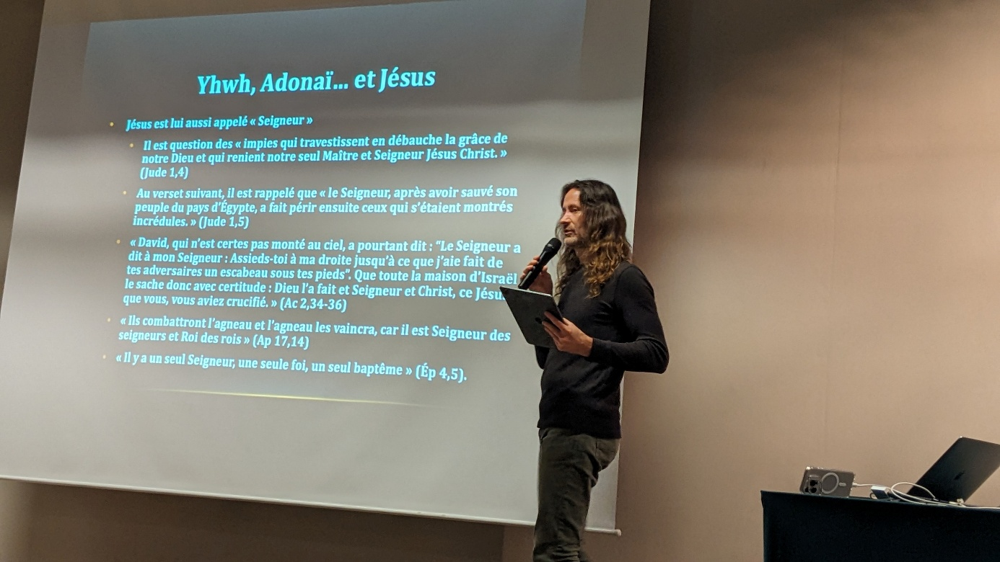 Yhwh, Adonaï... et Jésus
• Jésus est lui aussi appelé « Seigneur »
• Il est question des « impies qui travestissent en débauche la grâce de
notre Dieu et qui renient notre seul Maître et Seigneur Jésus Christ. »
(Jude 1,4)
• Au verset suivant, il est rappelé que « le Seigneur, après avoir sauvé son
peuple du pays d’Égypte, a fait périr ensuite ceux qui s’étaient montrés
incrédules. » (Jude 1,5)
• « David, qui n’est certes pas monté au ciel, a pourtant dit : “Le Seigneur a
dit à mon Seigneur : Assieds-toi à ma droite jusqu’à ce que j’aie fait de
tes adversaires un escabeau sous tes pieds”. Que toute la maison d’Israël
le sache donc avec certitude : Dieu l’a fait et Seigneur et Christ, ce
que vous, vous aviez crucifié. » (Ac 2,34-36)
• « Ils combattront l’agneau et l’agneau les vaincra, car il est Seigneur des
seigneurs et Roi des rois » (Ap 17,14)
• « Il y a un seul Seigneur, une seule foi, un seul baptême » (Ép 4,5).